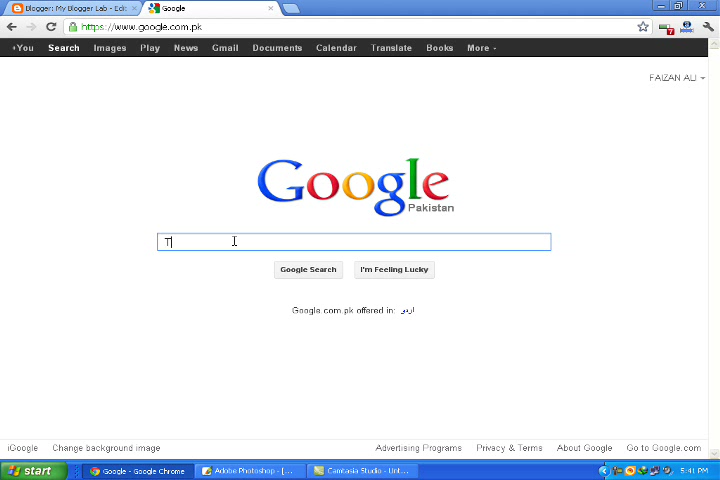 Blogger: My Blogger Lab - Edi
Google
https://www.google.com.pk
+You Search Images Play News Gmail Documents Calendar Translate Books More
FAIZAN ALI
Google
Pakistan
T
Google Search I'm Feeling Lucky
Google.com.pk offered in: اردو
iGoogle Change background image Advertising Programs Privacy & Terms About Google Go to Google.com
start Google - Google Chrome Adobe Photoshop - [... Camtasia Studio - Unt... 5:41 PM